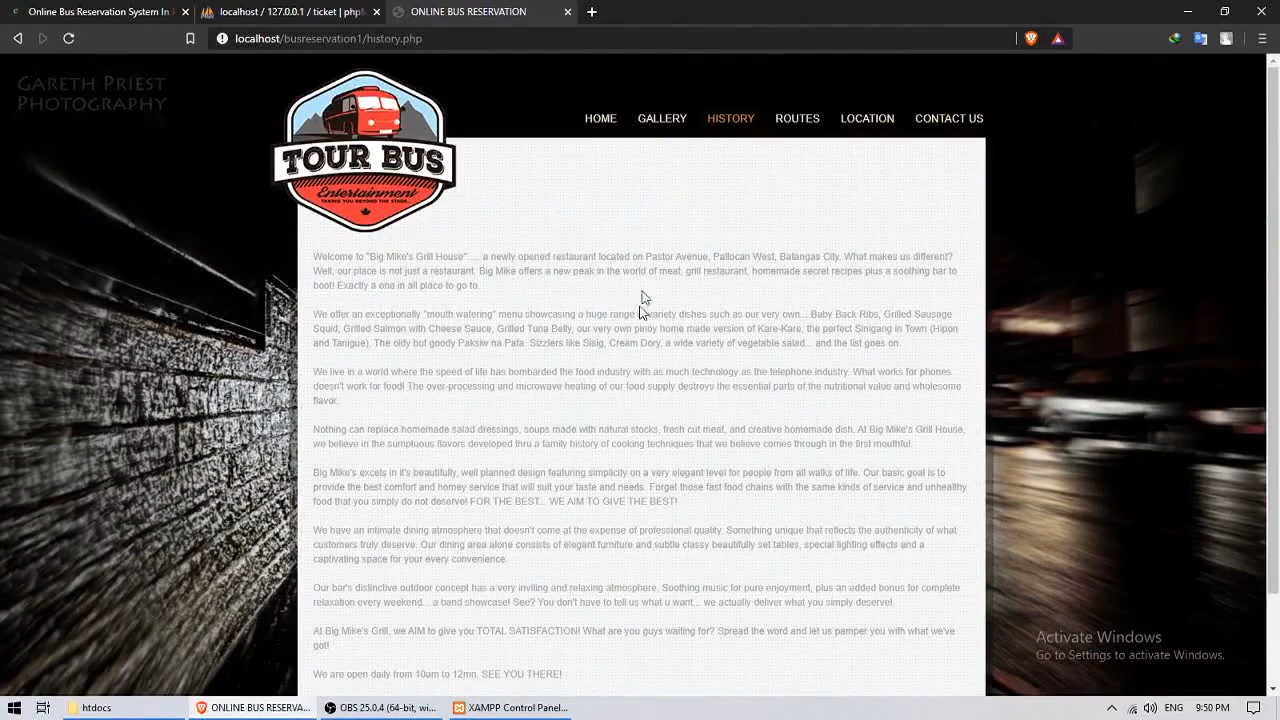 Online Bus Reservation System In
localhost / 127.0.0.1 / ticket | ph
ONLINE BUS RESERVATION
localhost/busreservation1/history.php
GARETH PRIEST
PHOTOGRAPHY
TOUR BUS
Entertainment
TAKING YOU BEYOND THE STAGE...
HOME GALLERY HISTORY ROUTES LOCATION CONTACT US
Welcome to "Big Mike's Grill House"..... a newly opened restaurant located on Pastor Avenue, Pallocan West, Batangas City. What makes us different?
Well, our place is not just a restaurant. Big Mike offers a new peak in the world of meat, grill restaurant, homemade secret recipes plus a soothing bar to
boot! Exactly a one in all place to go to.
We offer an exceptionally "mouth watering" menu showcasing a huge range variety dishes such as our very own... Baby Back Ribs, Grilled Sausage
Squid, Grilled Salmon with Cheese Sauce, Grilled Tuna Belly, our very own pinoy home made version of Kare-Kare, the perfect Sinigang in Town (Hipon
and Tanigue), The oldy but goody Paksiw na Pata. Sizzlers like Sisig, Cream Dory, a wide variety of vegetable salad... and the list goes on.
We live in a world where the speed of life has bombarded the food industry with as much technology as the telephone industry. What works for phones
doesn't work for food! The over-processing and microwave heating of our food supply destroys the essential parts of the nutritional value and wholesome
flavor.
Nothing can replace homemade salad dressings, soups made with natural stocks, fresh cut meat, and creative homemade dish. At Big Mike's Grill House,
we believe in the sumptuous flavors developed thru a family history of cooking techniques that we believe comes through in the first mouthful.
Big Mike's excels in it's beautifully, well planned design featuring simplicity on a very elegant level for people from all walks of life. Our basic goal is to
provide the best comfort and homey service that will suit your taste and needs. Forget those fast food chains with the same kinds of service and unhealthy
food that you simply do not deserve! FOR THE BEST... WE AIM TO GIVE THE BEST!
We have an intimate dining atmosphere that doesn't come at the expense of professional quality. Something unique that reflects the authenticity of what
customers truly deserve. Our dining area alone consists of elegant furniture and subtle classy beautifully set tables, special lighting effects and a
captivating space for your every convenience.
Our bar's distinctive outdoor concept has a very inviting and relaxing atmosphere. Soothing music for pure enjoyment, plus an added bonus for complete
relaxation every weekend... a band showcase! See? You don't have to tell us what u want... we actually deliver what you simply deserve!
At Big Mike's Grill, we AIM to give you TOTAL SATISFACTION! What are you guys waiting for? Spread the word and let us pamper you with what we've
got!
We are open daily from 10am to 12mn. SEE YOU THERE!
Activate Windows
Go to Settings to activate Windows.
htdocs
ONLINE BUS RESERVA...
OBS 25.0.4 (64-bit, wi...
XAMPP Control Panel...
9:50 PM